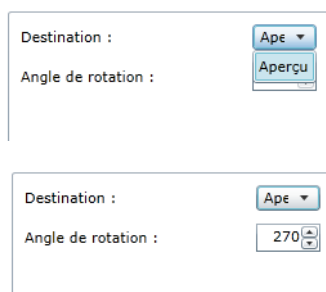 Destination : Ape
Aperçu
Angle de rotation :
Destination : Ape
Angle de rotation : 270